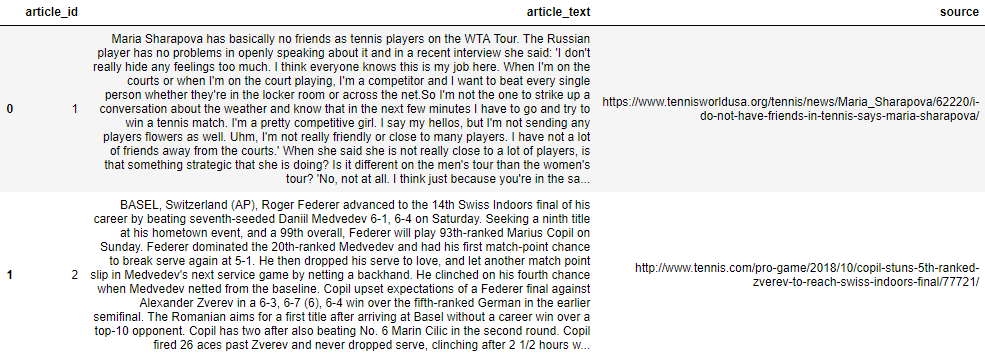 article_id article_text source
Maria Sharapova has basically no friends as tennis players on the WTA Tour. The Russian
player has no problems in openly speaking about it and in a recent interview she said: 'I don't
really hide any feelings too much. I think everyone knows this is my job here. When I'm on the
courts or when I'm on the court playing, I'm a competitor and I want to beat every single
person whether they're in the locker room or across the net.So I'm not the one to strike up a
0 1 conversation about the weather and know that in the next few minutes I have to go and try to
win a tennis match. I'm a pretty competitive girl. I say my hellos, but I'm not sending any
players flowers as well. Uhm, I'm not really friendly or close to many players. I have not a lot
of friends away from the courts.' When she said she is not really close to a lot of players, is
that something strategic that she is doing? Is it different on the men's tour than the women's
tour? 'No, not at all. I think just because you're in the sa...
https://www.tennisworldusa.org/tennis/news/Maria_Sharapova/62220/i-
do-not-have-friends-in-tennis-says-maria-sharapova/
BASEL, Switzerland (AP), Roger Federer advanced to the 14th Swiss Indoors final of his
career by beating seventh-seeded Daniil Medvedev 6-1, 6-4 on Saturday. Seeking a ninth title
at his hometown event, and a 99th overall, Federer will play 93th-ranked Marius Copil on
Sunday. Federer dominated the 20th-ranked Medvedev and had his first match-point chance
to break serve again at 5-1. He then dropped his serve to love, and let another match point
1 2 slip in Medvedev's next service game by netting a backhand. He clinched on his fourth chance
when Medvedev netted from the baseline. Copil upset expectations of a Federer final against
Alexander Zverev in a 6-3, 6-7 (6), 6-4 win over the fifth-ranked German in the earlier
semifinal. The Romanian aims for a first title after arriving at Basel without a career win over a
top-10 opponent. Copil has two after also beating No. 6 Marin Cilic in the second round. Copil
fired 26 aces past Zverev and never dropped serve, clinching after 2 1/2 hours w...
http://www.tennis.com/pro-game/2018/10/copil-stuns-5th-ranked-
zverev-to-reach-swiss-indoors-final/77721/